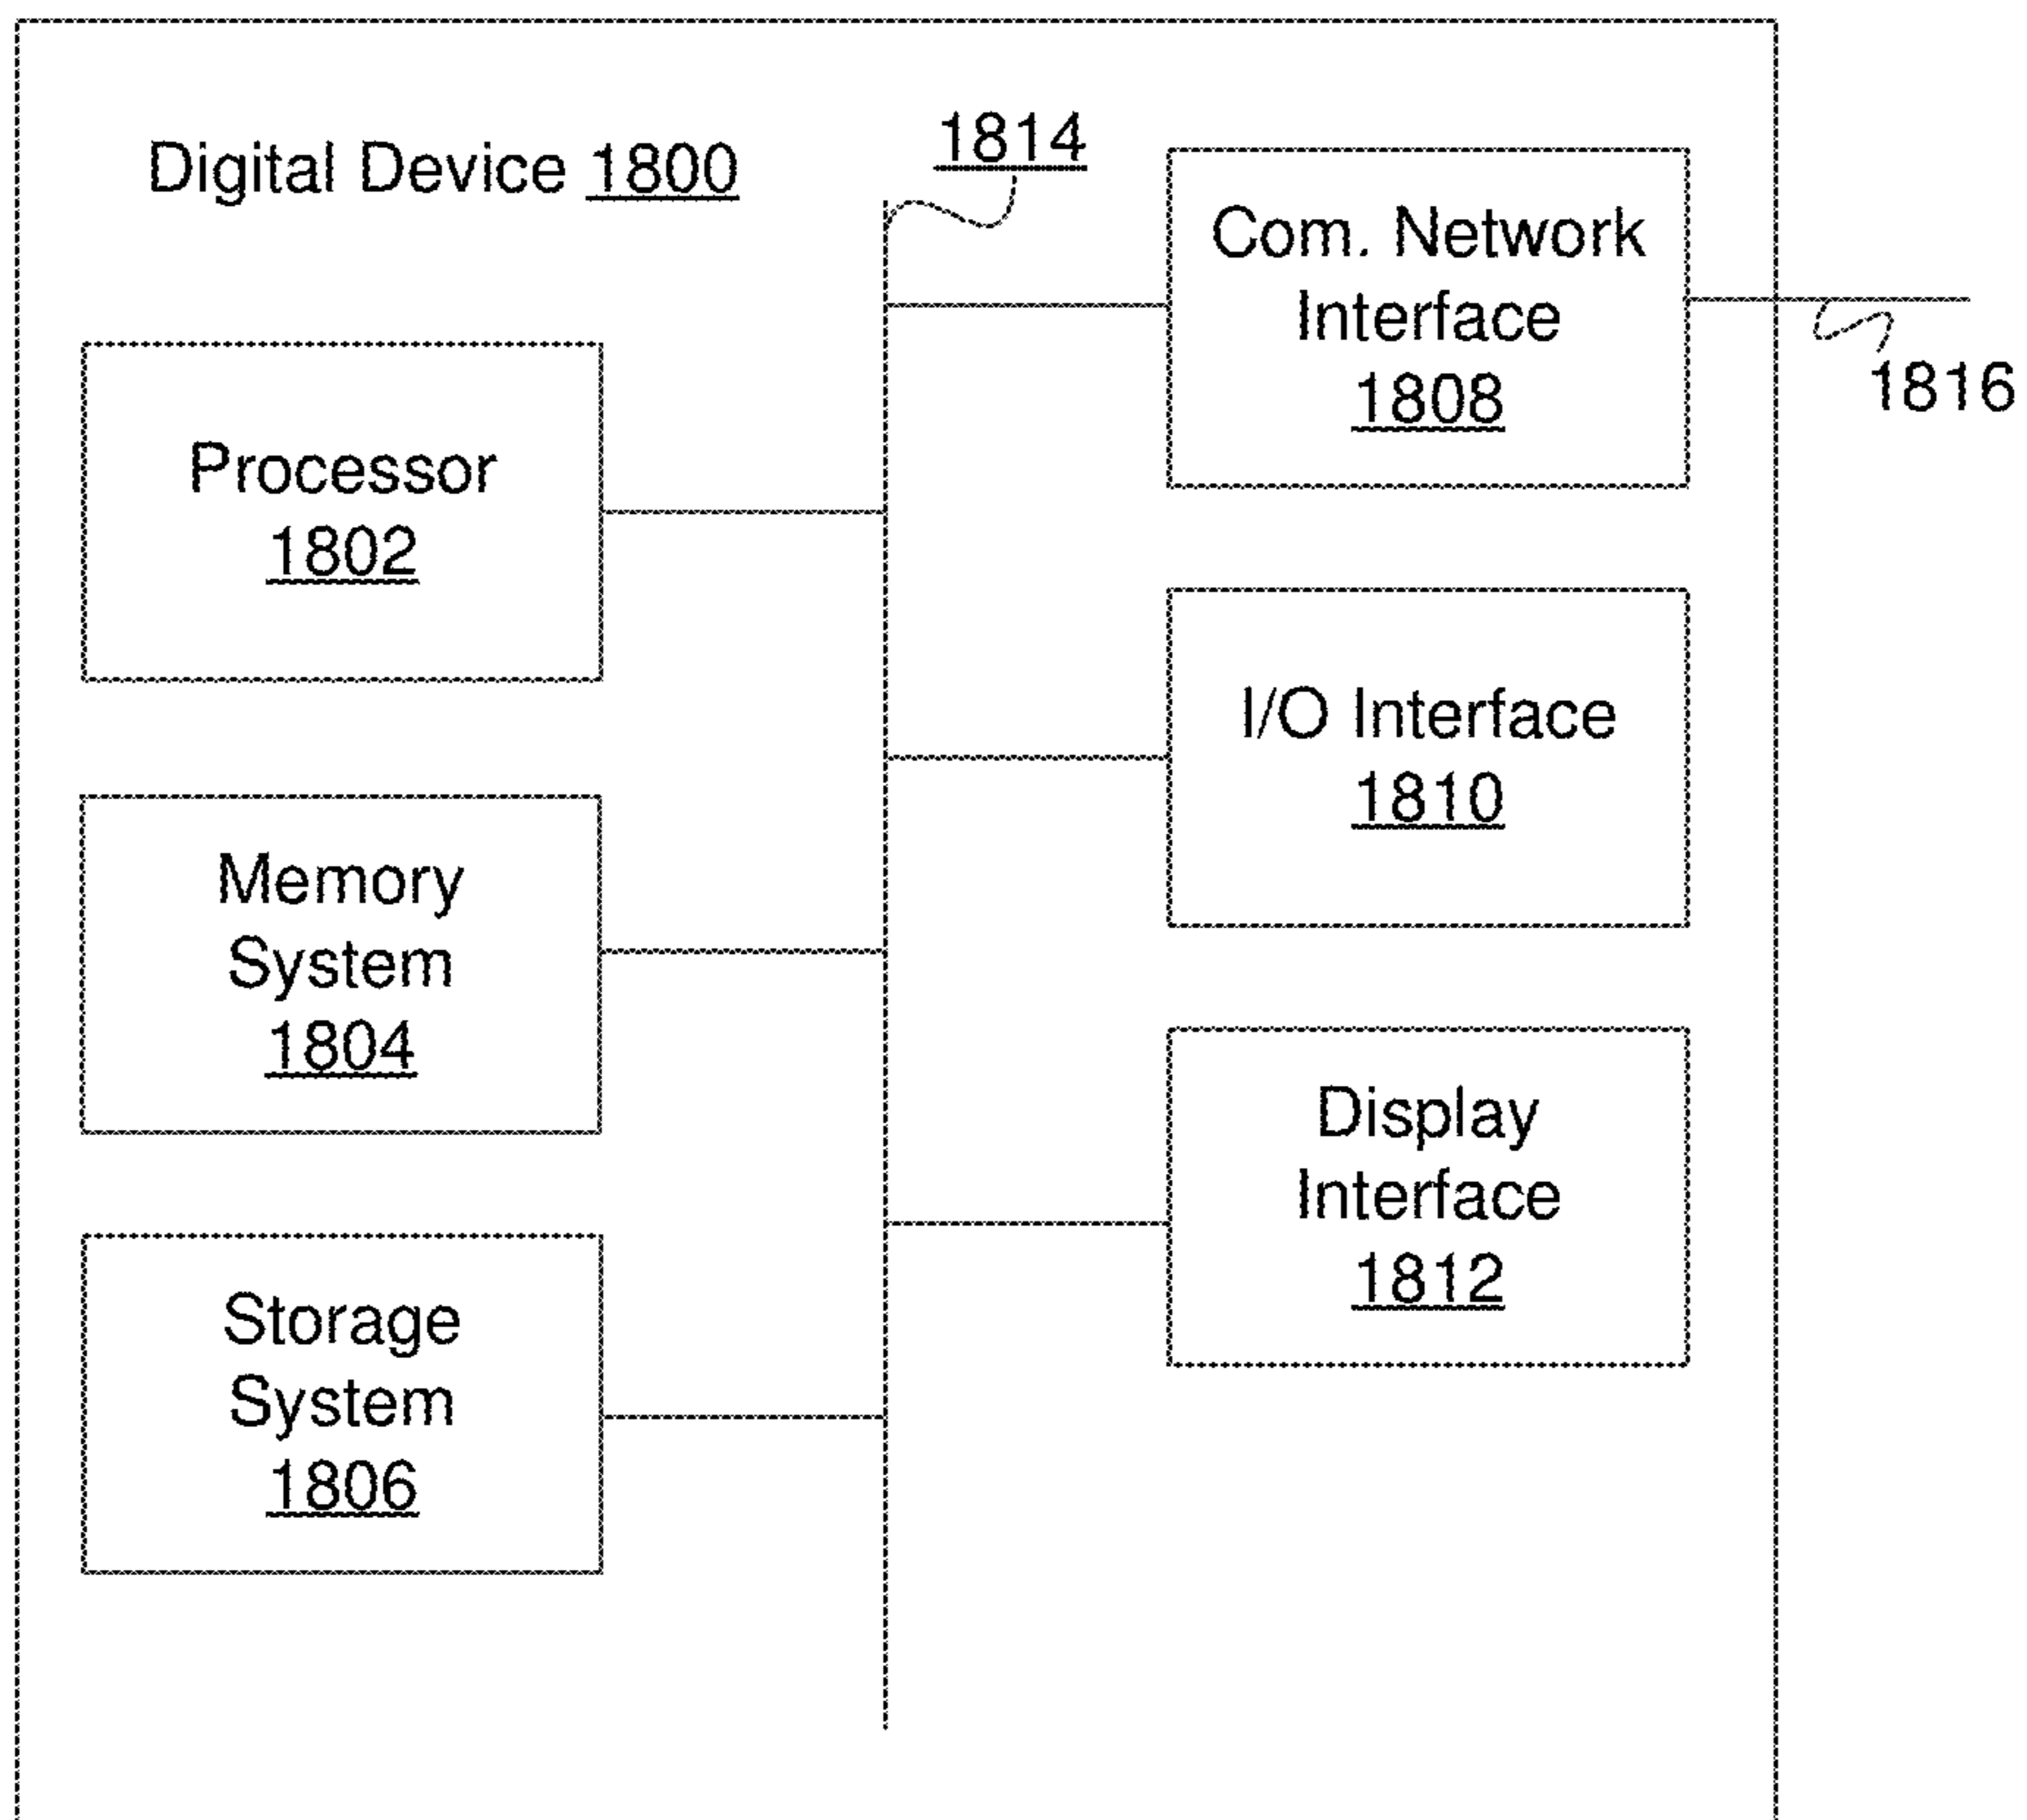 Digital Device 1800
1814
Com. Network
Interface
1808
1816
Processor
1802
I/O Interface
1810
Memory
System
1804
Display
Interface
1812
Storage
System
1806